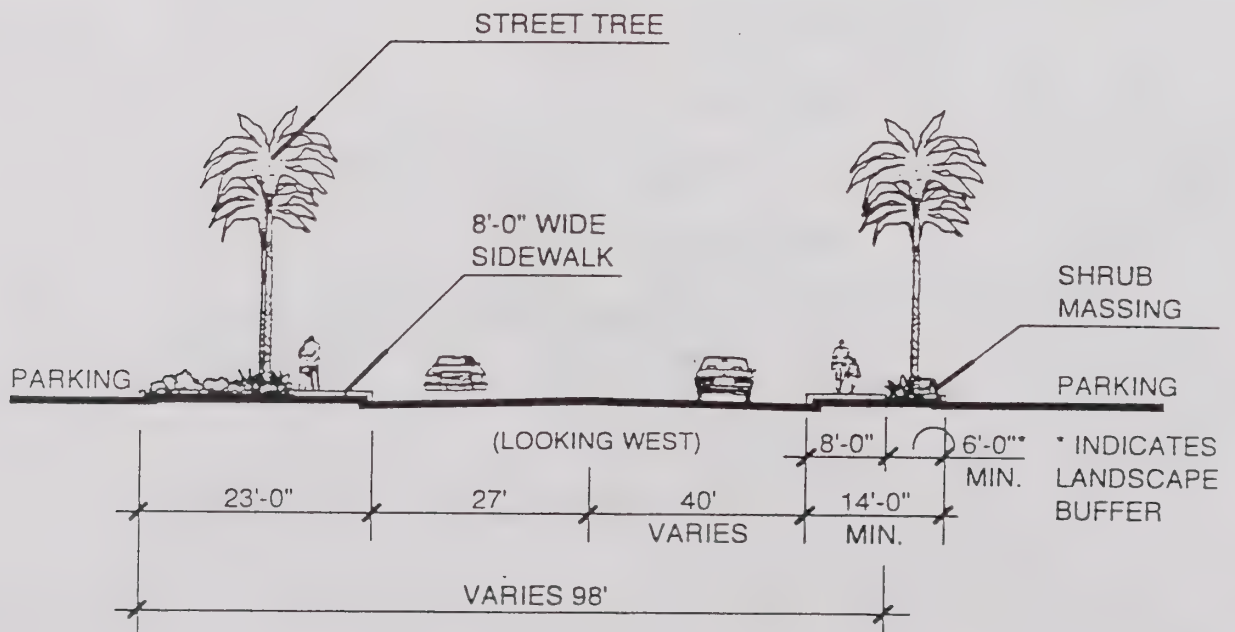 STREET TREE
8'-0" WIDE
SIDEWALK
SHRUB
MASSING
PARKING
PARKING
(LOOKING WEST)
8'-0"
6'-0"*
MIN.
* INDICATES
LANDSCAPE
BUFFER
23'-0"
27'
40'
VARIES
14'-0"
MIN.
VARIES 98'